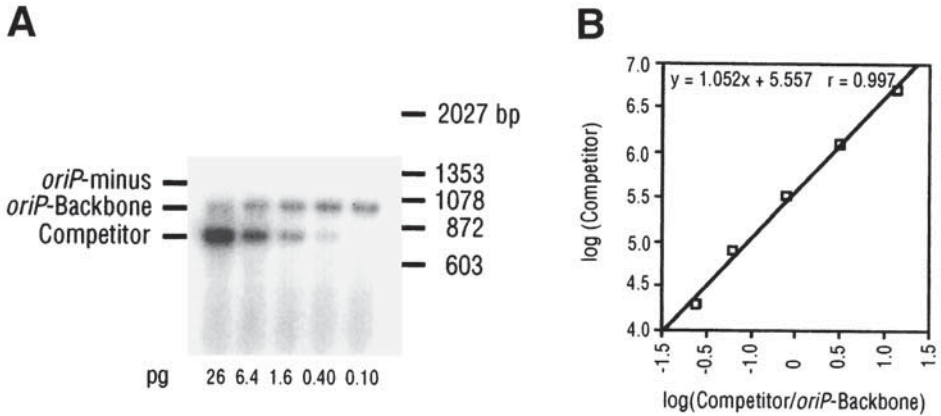 A
2027 bp
oriP-minus
1353
oriP-Backbone
1078
Competitor
872
603
pg 26 6.4 1.6 0.40 0.10
B
y = 1.052x + 5.557 r = 0.997
log (Competitor)
7.0
6.5
6.0
5.5
5.0
4.5
4.0
-1.5 -0.5 -1.5 0 0.5 1.0 1.5
log(Competitor/oriP-Backbone)